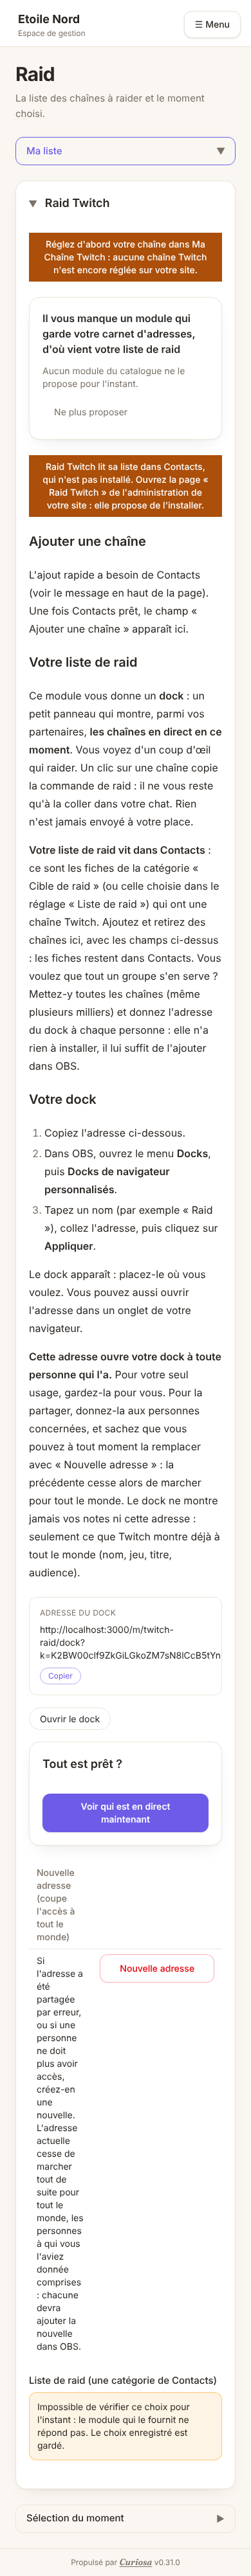 Etoile Nord
Espace de gestion
☰ Menu
Raid
La liste des chaînes à raider et le moment
choisi.
Ma liste
Raid Twitch
Réglez d'abord votre chaîne dans Ma
Chaîne Twitch : aucune chaîne Twitch
n'est encore réglée sur votre site.
Il vous manque un module qui
garde votre carnet d'adresses,
d'où vient votre liste de raid
Aucun module du catalogue ne le
propose pour l'instant.
Ne plus proposer
Raid Twitch lit sa liste dans Contacts,
qui n'est pas installé. Ouvrez la page «
Raid Twitch » de l'administration de
votre site : elle propose de l'installer.
Ajouter une chaîne
L'ajout rapide a besoin de Contacts
(voir le message en haut de la page).
Une fois Contacts prêt, le champ «
Ajouter une chaîne » apparaît ici.
Votre liste de raid
Ce module vous donne un dock : un
petit panneau qui montre, parmi vos
partenaires, les chaînes en direct en ce
moment. Vous voyez d'un coup d'œil
qui raider. Un clic sur une chaîne copie
la commande de raid : il ne vous reste
qu'à la coller dans votre chat. Rien
n'est jamais envoyé à votre place.
Votre liste de raid vit dans Contacts :
ce sont les fiches de la catégorie «
Cible de raid » (ou celle choisie dans le
réglage « Liste de raid ») qui ont une
chaîne Twitch. Ajoutez et retirez des
chaînes ici, avec les champs ci-dessus
: les fiches restent dans Contacts. Vous
voulez que tout un groupe s'en serve ?
Mettez-y toutes les chaînes (même
plusieurs milliers) et donnez l'adresse
du dock à chaque personne : elle n'a
rien à installer, il lui suffit de l'ajouter
dans OBS.
Votre dock
1. Copiez l'adresse ci-dessous.
2. Dans OBS, ouvrez le menu Docks,
puis Docks de navigateur
personnalisés.
3. Tapez un nom (par exemple « Raid
»), collez l'adresse, puis cliquez sur
Appliquer.
Le dock apparaît : placez-le où vous
voulez. Vous pouvez aussi ouvrir
l'adresse dans un onglet de votre
navigateur.
Cette adresse ouvre votre dock à toute
personne qui l'a. Pour votre seul
usage, gardez-la pour vous. Pour la
partager, donnez-la aux personnes
concernées, et sachez que vous
pouvez à tout moment la remplacer
avec « Nouvelle adresse » : la
précédente cesse alors de marcher
pour tout le monde. Le dock ne montre
jamais vos notes ni cette adresse :
seulement ce que Twitch montre déjà à
tout le monde (nom, jeu, titre,
audience).
ADRESSE DU DOCK
http://localhost:3000/m/twitch-
raid/dock?
Copier
Ouvrir le dock
Tout est prêt ?
Voir qui est en direct
maintenant
Nouvelle
adresse
(coupe
l'accès à
tout le
monde)
Si
l'adresse a
été
partagée
par erreur,
ou si une
personne
ne doit
plus avoir
accès,
créez-en
une
nouvelle.
L'adresse
actuelle
cesse de
marcher
tout de
suite pour
tout le
monde, les
personnes
à qui vous
l'aviez
donnée
comprises
: chacune
devra
ajouter la
nouvelle
dans OBS.
Nouvelle adresse
Liste de raid (une catégorie de Contacts)
Impossible de vérifier ce choix pour
l'instant : le module qui le fournit ne
répond pas. Le choix enregistré est
gardé.
Sélection du moment
Propulsé par Curiosa v0.31.0